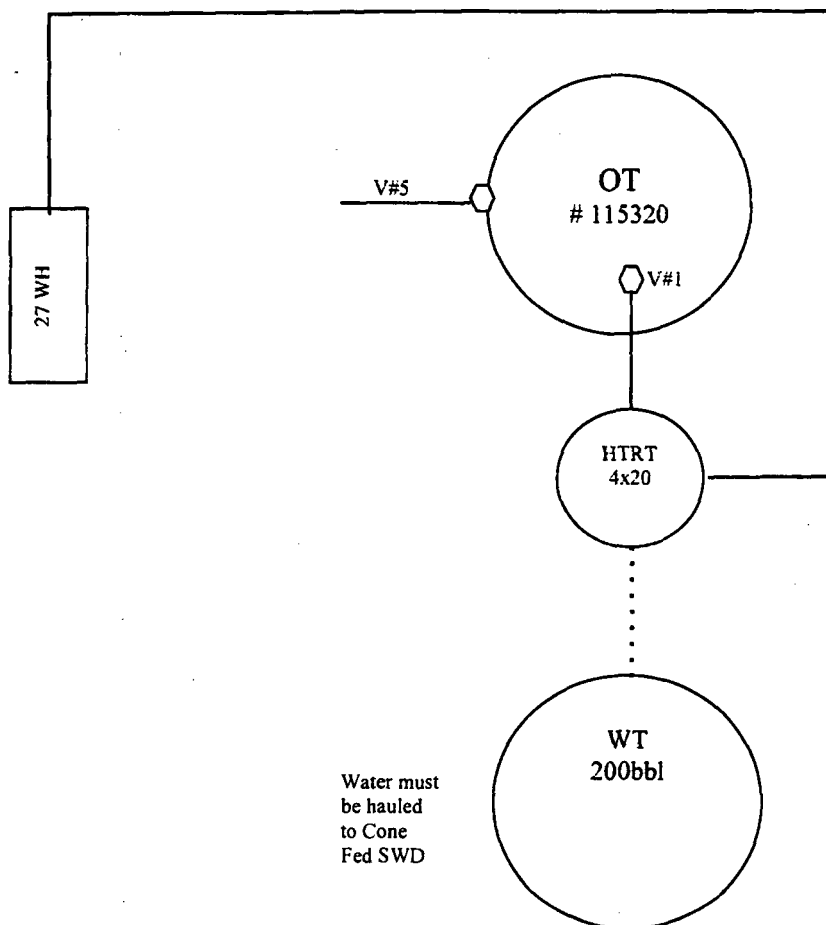 OT
# 115320
V#5
V#1
27 WH
HTRT
4x20
WT
200bbl
Water must
be hauled
to Cone
Fed SWD